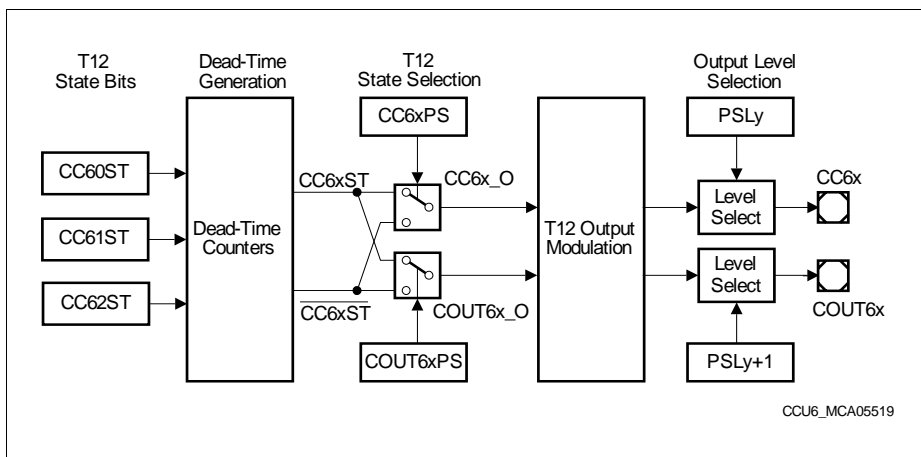 T12
State Bits
Dead-Time
Generation
T12
State Selection
Output Level
Selection
CC6xPS
PSLy
CC60ST
CC61ST
CC62ST
Dead-Time
Counters
CC6xST
CC6xST
CC6x_O
COUT6x_O
COUT6xPS
T12 Output
Modulation
Level
Select
CC6x
Level
Select
COUT6x
PSLy+1
CCU6_MCA05519